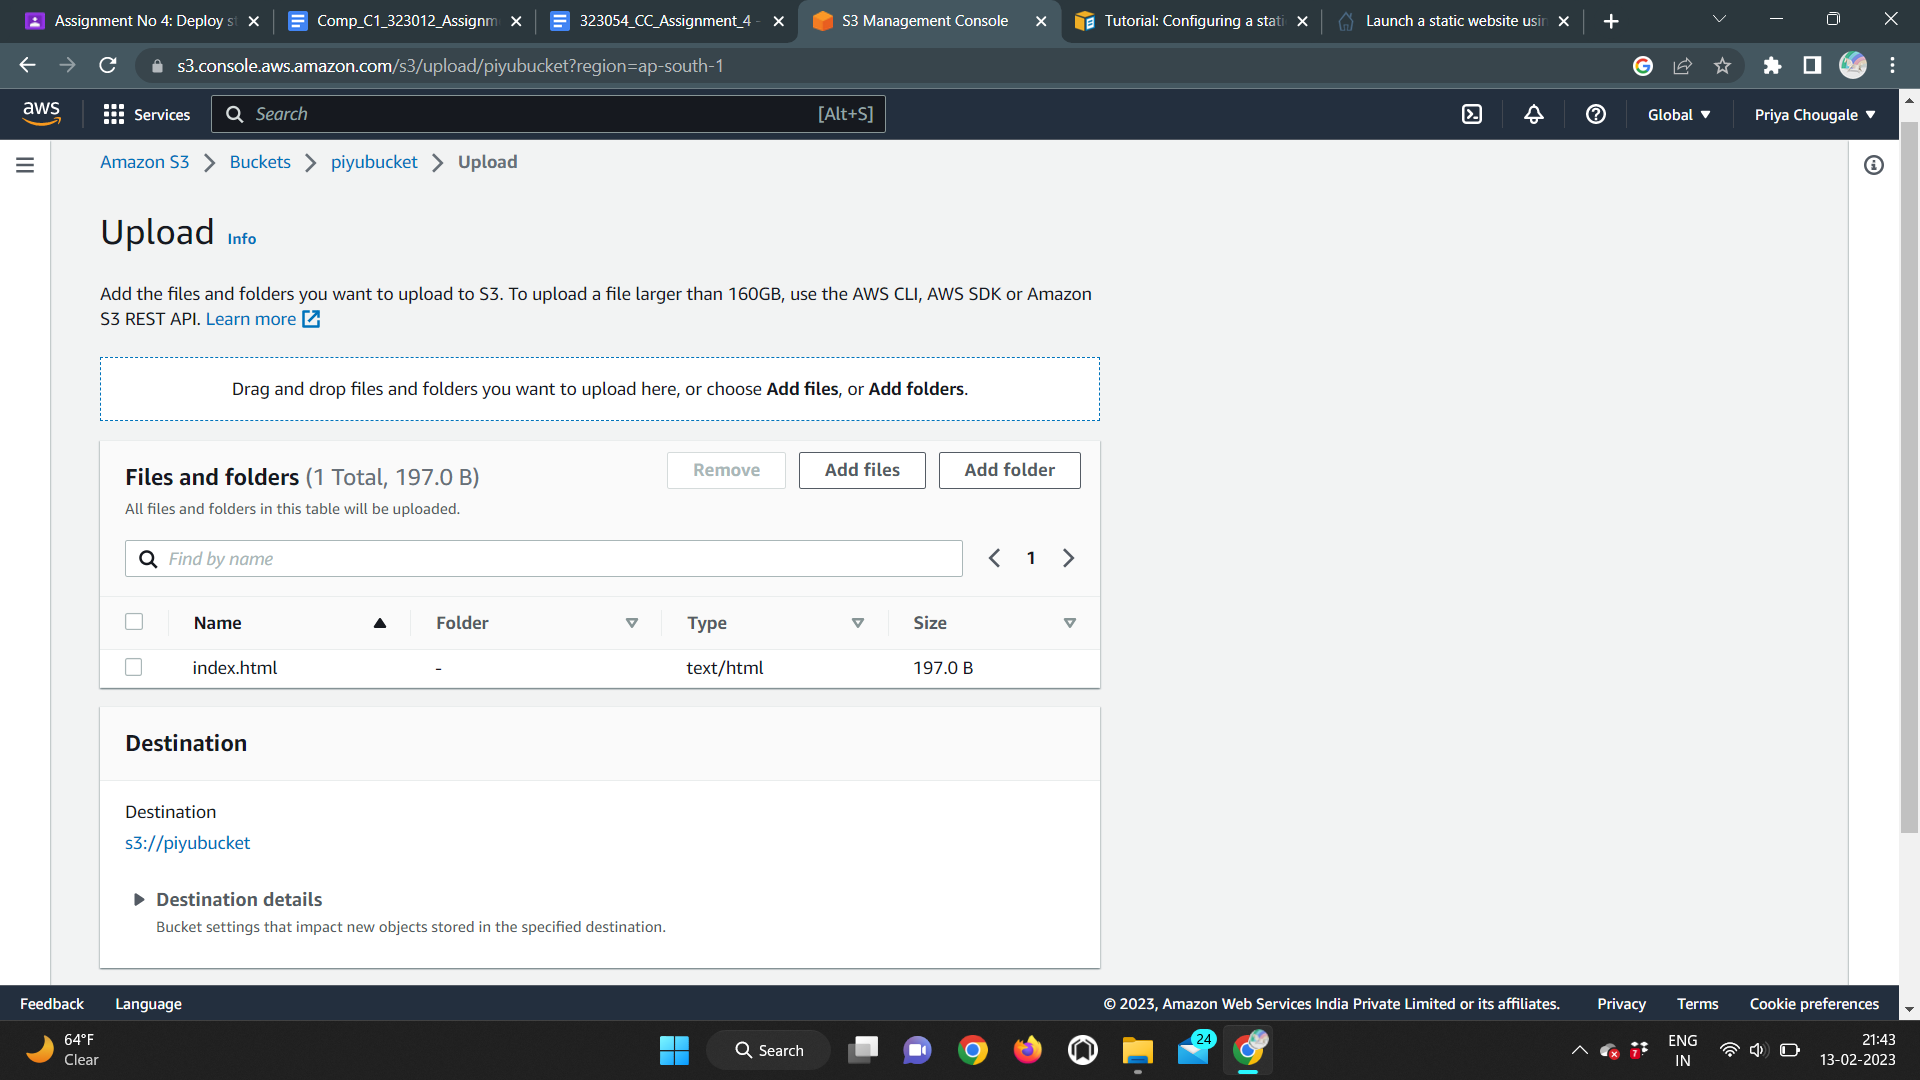 Assignment No 4: Deploy s
Comp_C1_323012_Assignm
323054_CC_Assignment_4 -
S3 Management Console
Tutorial: Configuring a stati
Launch a static website usin
s3.console.aws.amazon.com/s3/upload/piyubucket?region=ap-south-1
aws
Services
Search
[Alt+S]
Global
Priya Chougale
Amazon S3
Buckets
piyubucket
Upload
Upload Info
Add the files and folders you want to upload to S3. To upload a file larger than 160GB, use the AWS CLI, AWS SDK or Amazon
S3 REST API. Learn more
Drag and drop files and folders you want to upload here, or choose Add files, or Add folders.
Files and folders (1 Total, 197.0 B)
Remove
Add files
Add folder
All files and folders in this table will be uploaded.
Find by name
1
Name
Folder
Type
Size
index.html
-
text/html
197.0 B
Destination
Destination
s3://piyubucket
Destination details
Bucket settings that impact new objects stored in the specified destination.
Feedback
Language
© 2023, Amazon Web Services India Private Limited or its affiliates.
Privacy
Terms
Cookie preferences
64°F
Clear
Search
24
7
ENG
IN
21:43
13-02-2023